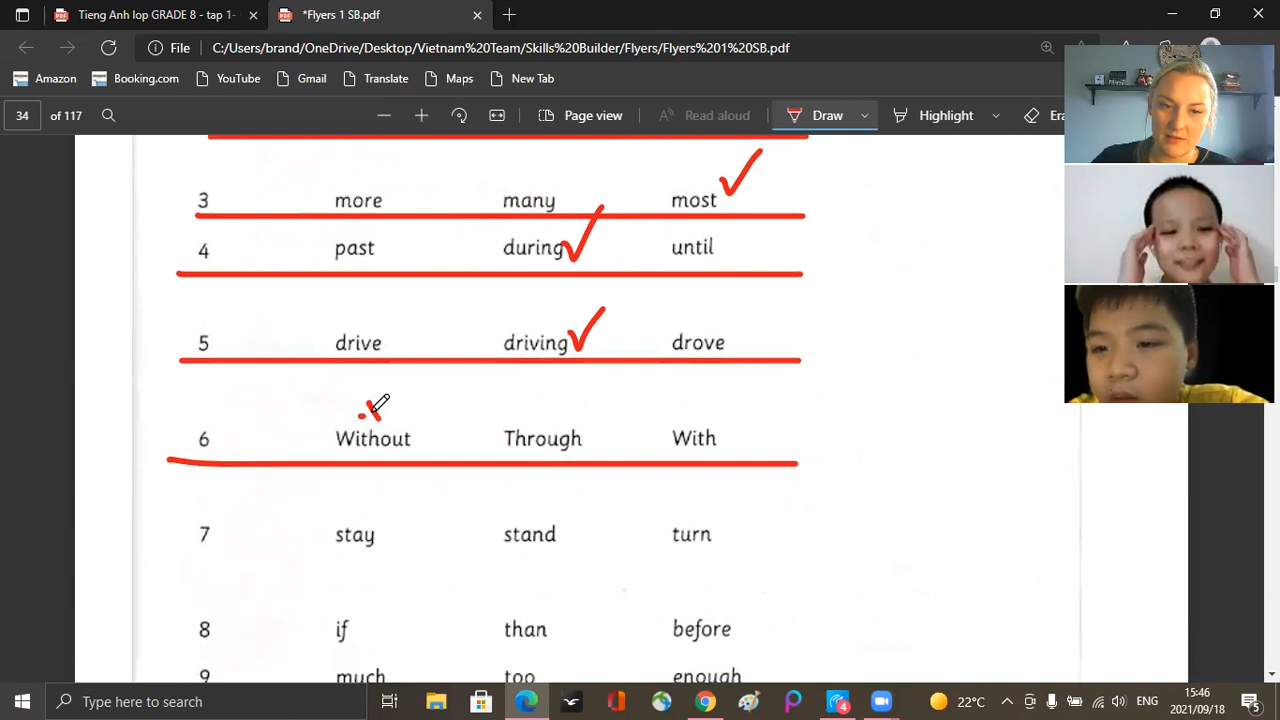 Tieng Anh lop GRADE 8 - tap 1-
*Flyers 1 SB.pdf
File
C:/Users/brand/OneDrive/Desktop/Vietnam%20Team/Skills%20Builder/Flyers/Flyers%201%20SB.pdf
Amazon Booking.com YouTube Gmail Translate Maps New Tab
34 of 117 Page view Read aloud Draw Highlight Era
3 more many most
4 past during until
5 drive driving drove
6 Without Through With
7 stay stand turn
8 if than before
9 much too enough
Type here to search
4
22°C
ENG
15:46
2021/09/18
5